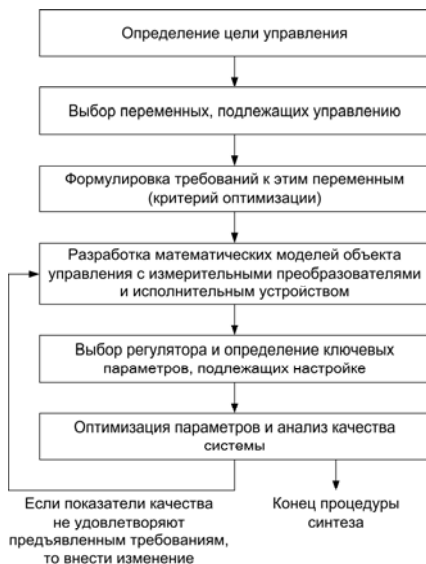 Определение цели управления
Выбор переменных, подлежащих управлению
Формулировка требований к этим переменным
(критерий оптимизации)
Разработка математических моделей объекта
управления с измерительными преобразователями
и исполнительным устройством
Выбор регулятора и определение ключевых
параметров, подлежащих настройке
Оптимизация параметров и анализ качества
системы
Если показатели качества
не удовлетворяют
предъявленным требованиям,
то внести изменение
Конец процедуры
синтеза